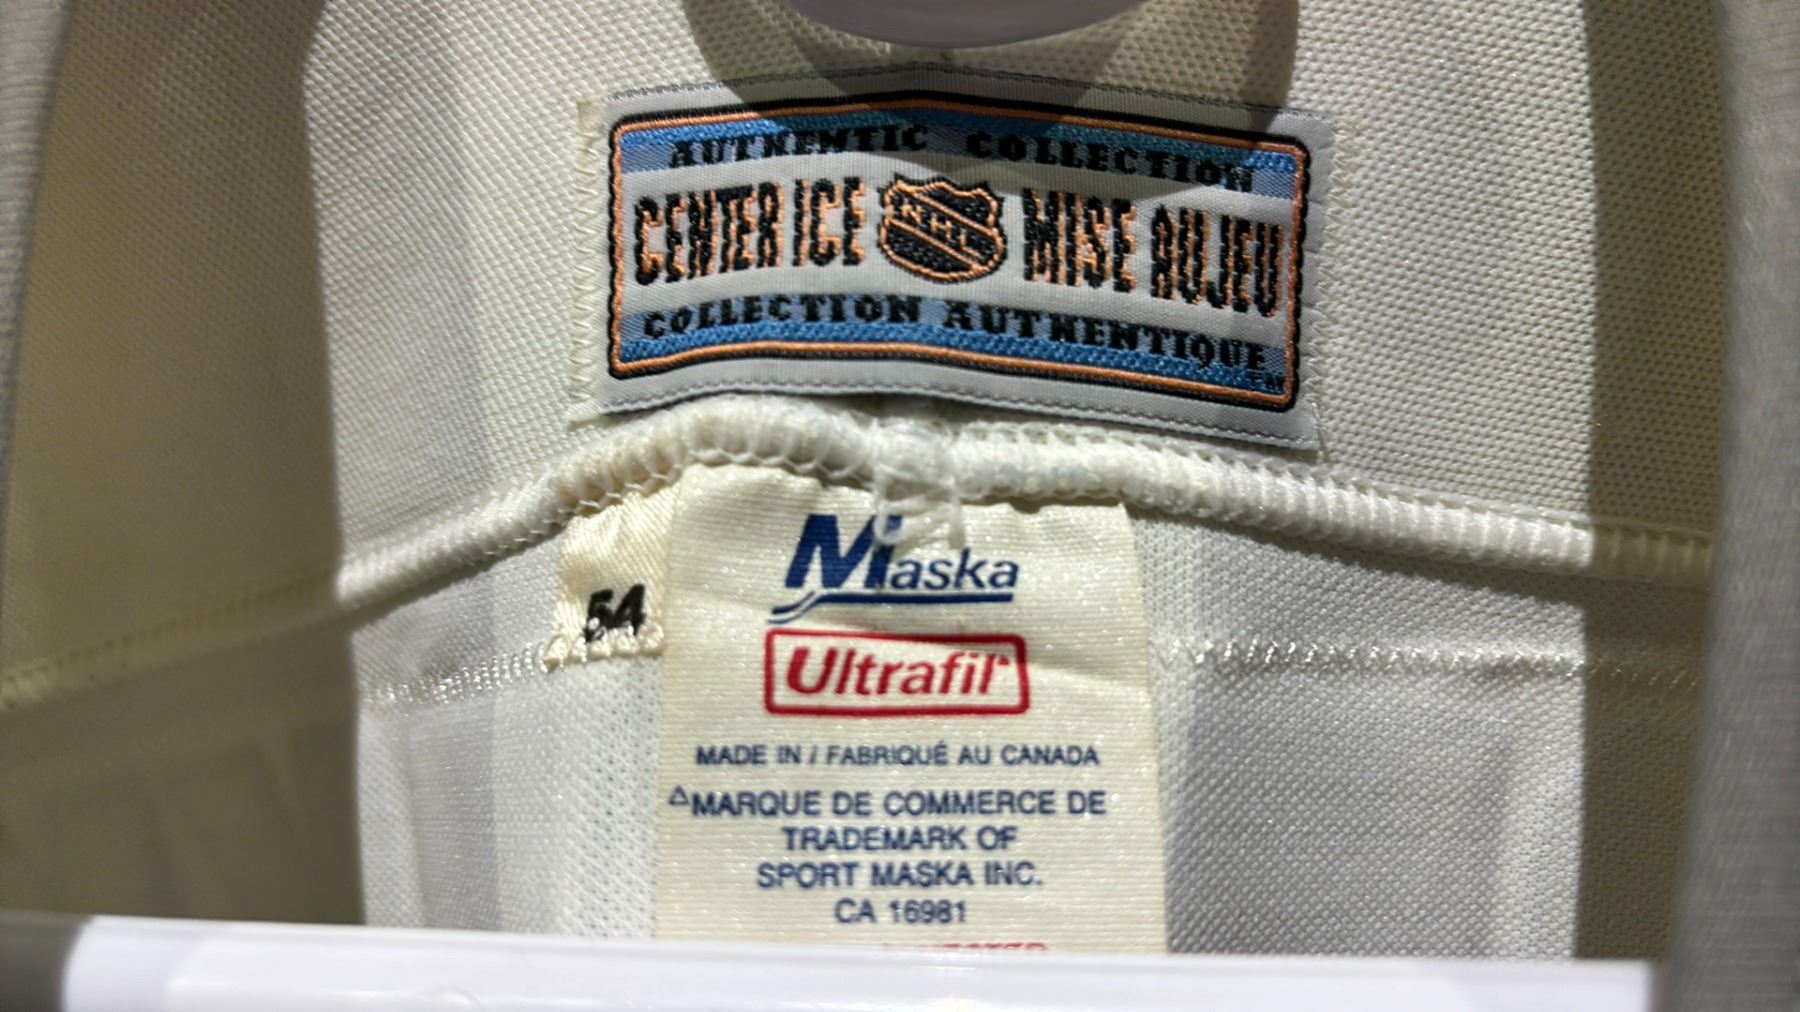 AUTHENTIC COLLECTION
CENTER ICE NHL MISE AU JEU
COLLECTION AUTHENTIQUE
TM
Maska
54
Ultrafil
MADE IN / FABRIQUÉ AU CANADA
△MARQUE DE COMMERCE DE
TRADEMARK OF
SPORT MASKA INC.
CA 16981